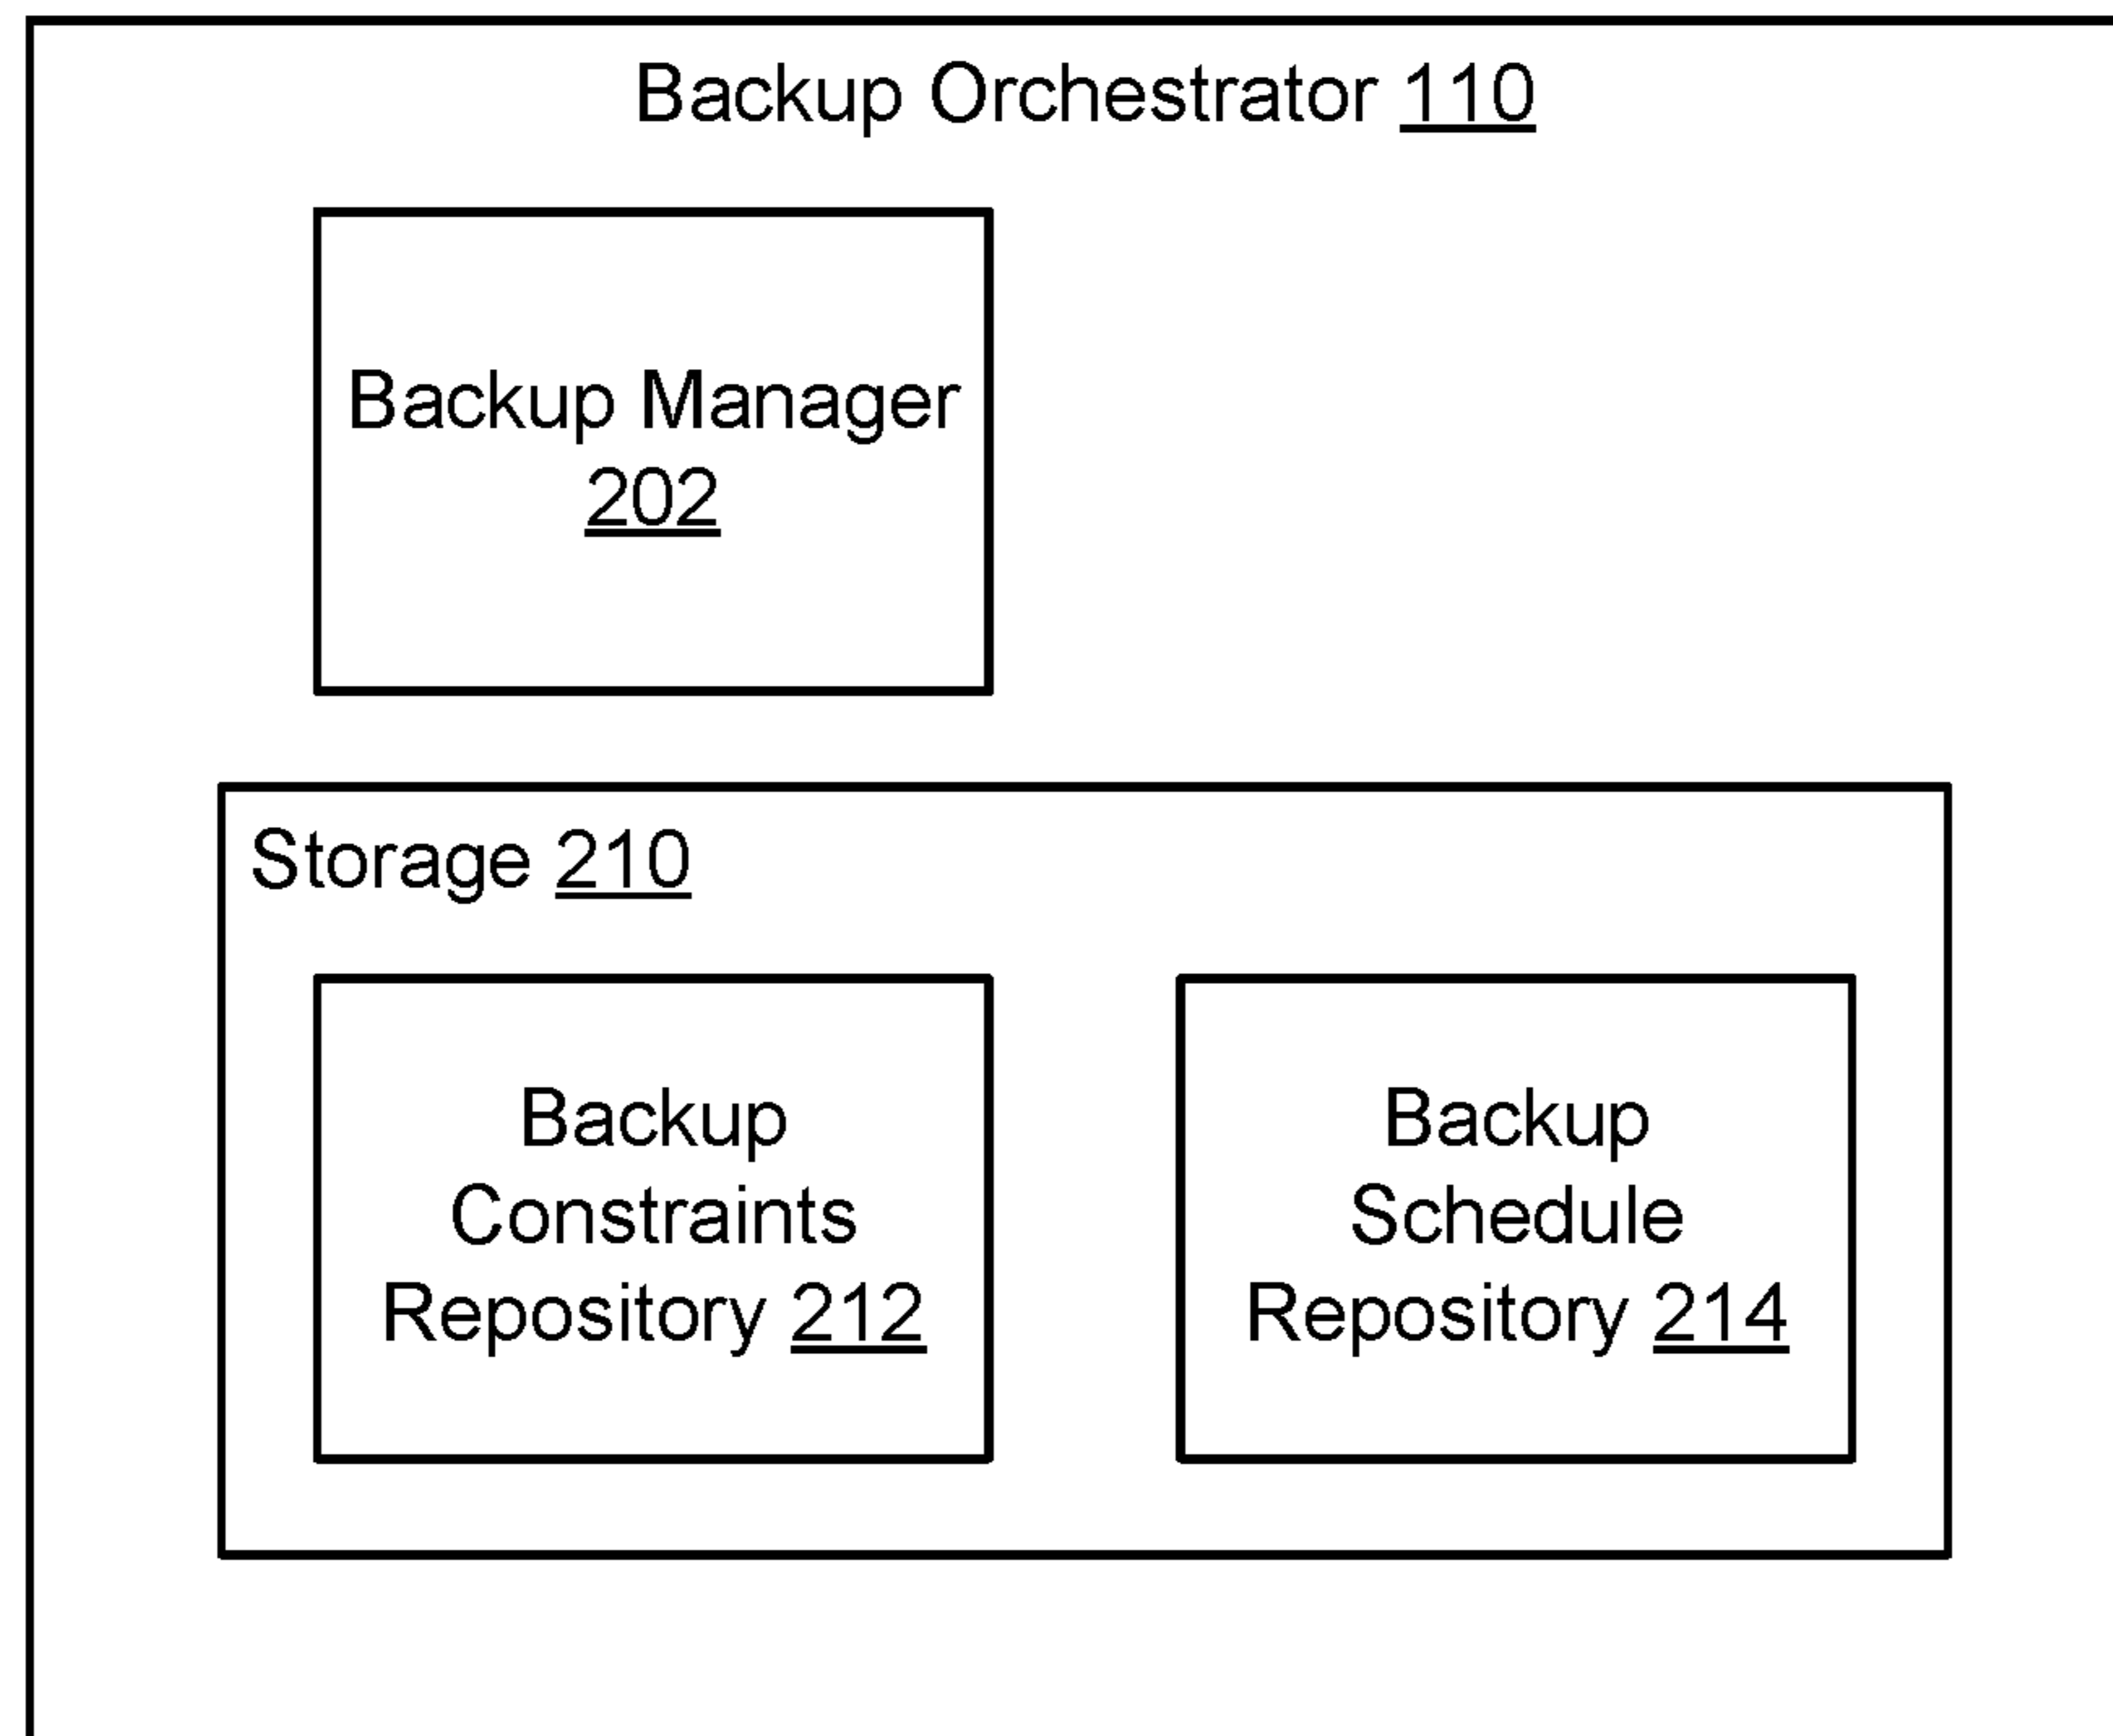 Backup Orchestrator 110
Backup Manager
202
Storage 210
Backup
Constraints
Repository 212
Backup
Schedule
Repository 214